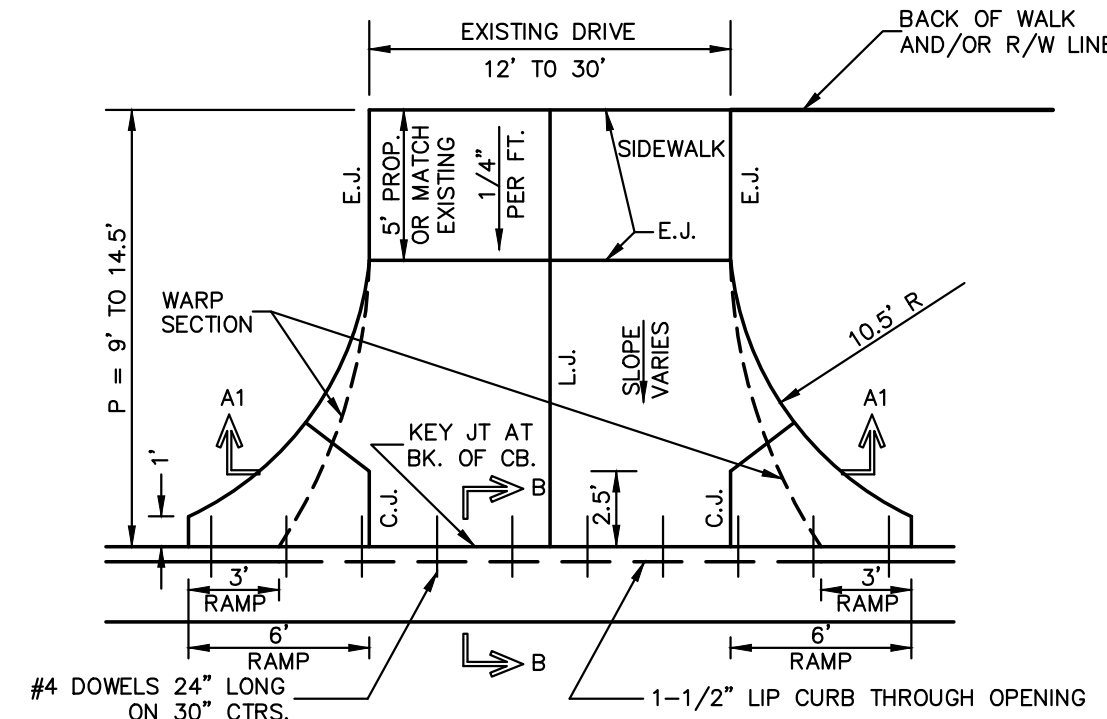 BACK OF WALK
AND/OR R/W LINE
EXISTING DRIVE
12' TO 30'
E.J.
5' PROP.
OR MATCH
EXISTING
1/4"
PER FT.
SIDEWALK
E.J.
E.J.
P = 9' TO 14.5'
WARP
SECTION
L.J.
SLOPE
VARIES
10.5' R
A1
A1
1'
KEY JT AT
BK. OF CB.
C.J.
B
2.5'
C.J.
3'
RAMP
3'
RAMP
6'
RAMP
B
6'
RAMP
#4 DOWELS 24" LONG
ON 30" CTRS.
1-1/2" LIP CURB THROUGH OPENING